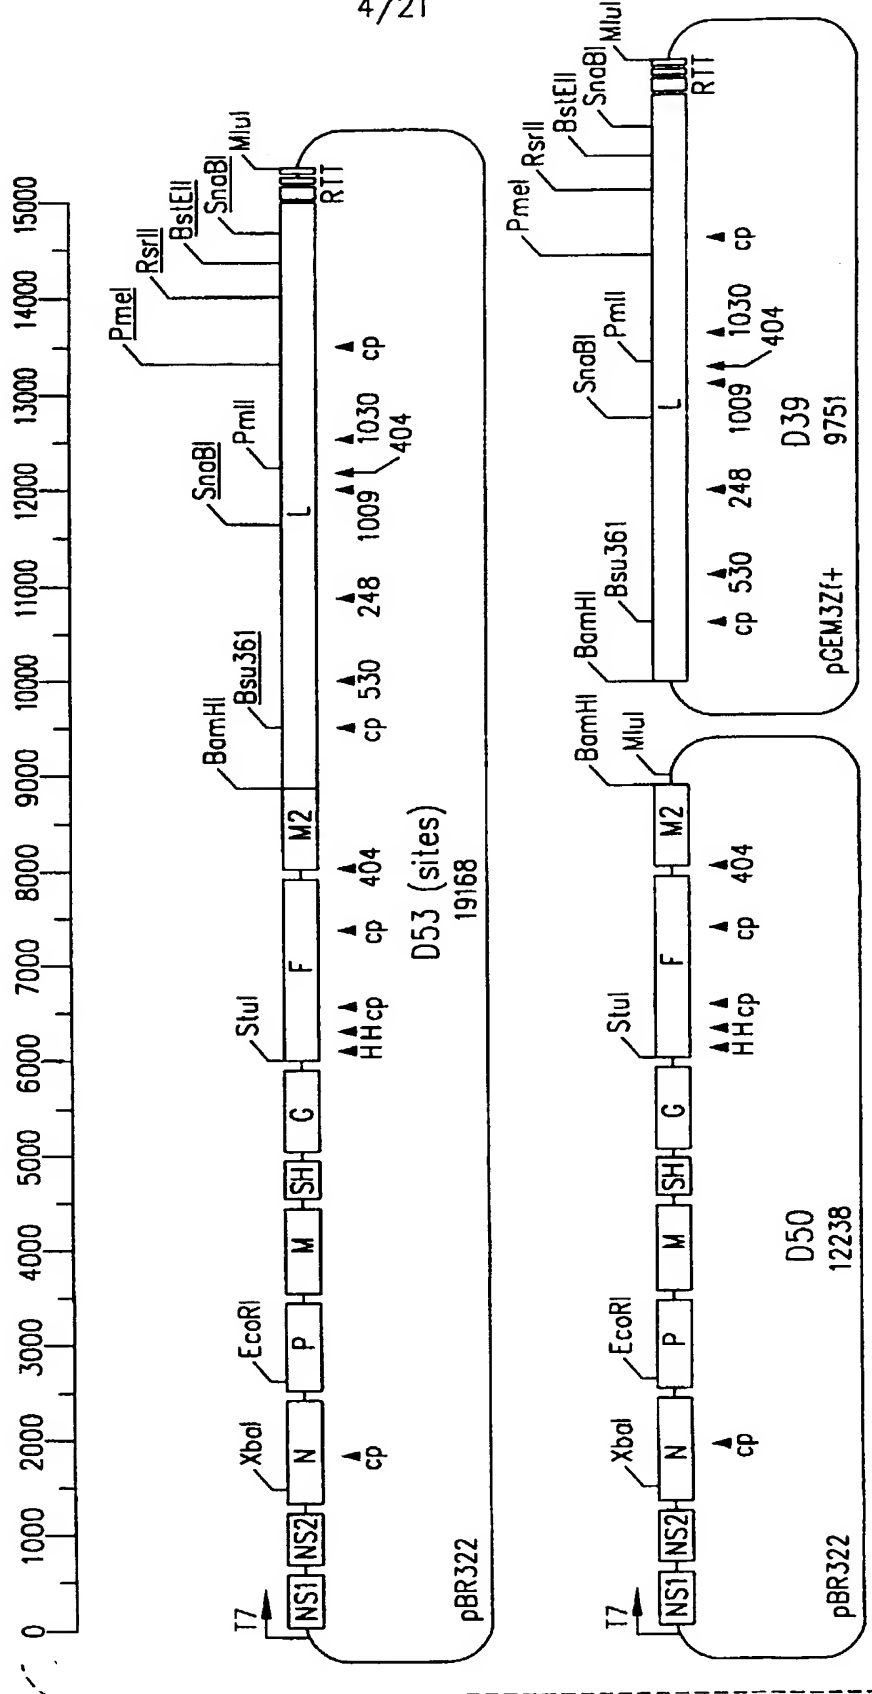 4/21
0 1000 2000 3000 4000 5000 6000 7000 8000 9000 10000 11000 12000 13000 14000 15000
PmeI
RsrII
BstEII
SnaBI
MluI
SnaBI
PmlI
BamHI
Bsu361
StuI
EcoRI
XbaI
T7
NS1 NS2 N P M SH G F M2 L RTT
cp HHcp cp 404 cp 530 248 1009 404 1030 cp
D53 (sites)
19168
pBR322
T7
XbaI
EcoRI
StuI
BamHI
MluI
NS1 NS2 N P M SH G F M2
cp HHcp cp 404
D50
12238
pBR322
BamHI
Bsu361
SnaBI
PmlI
PmeI
RsrII
BstEII
SnaBI
MluI
L RTT
cp 530 248 1009 404 1030 cp
D39
9751
pGEM3Zf+